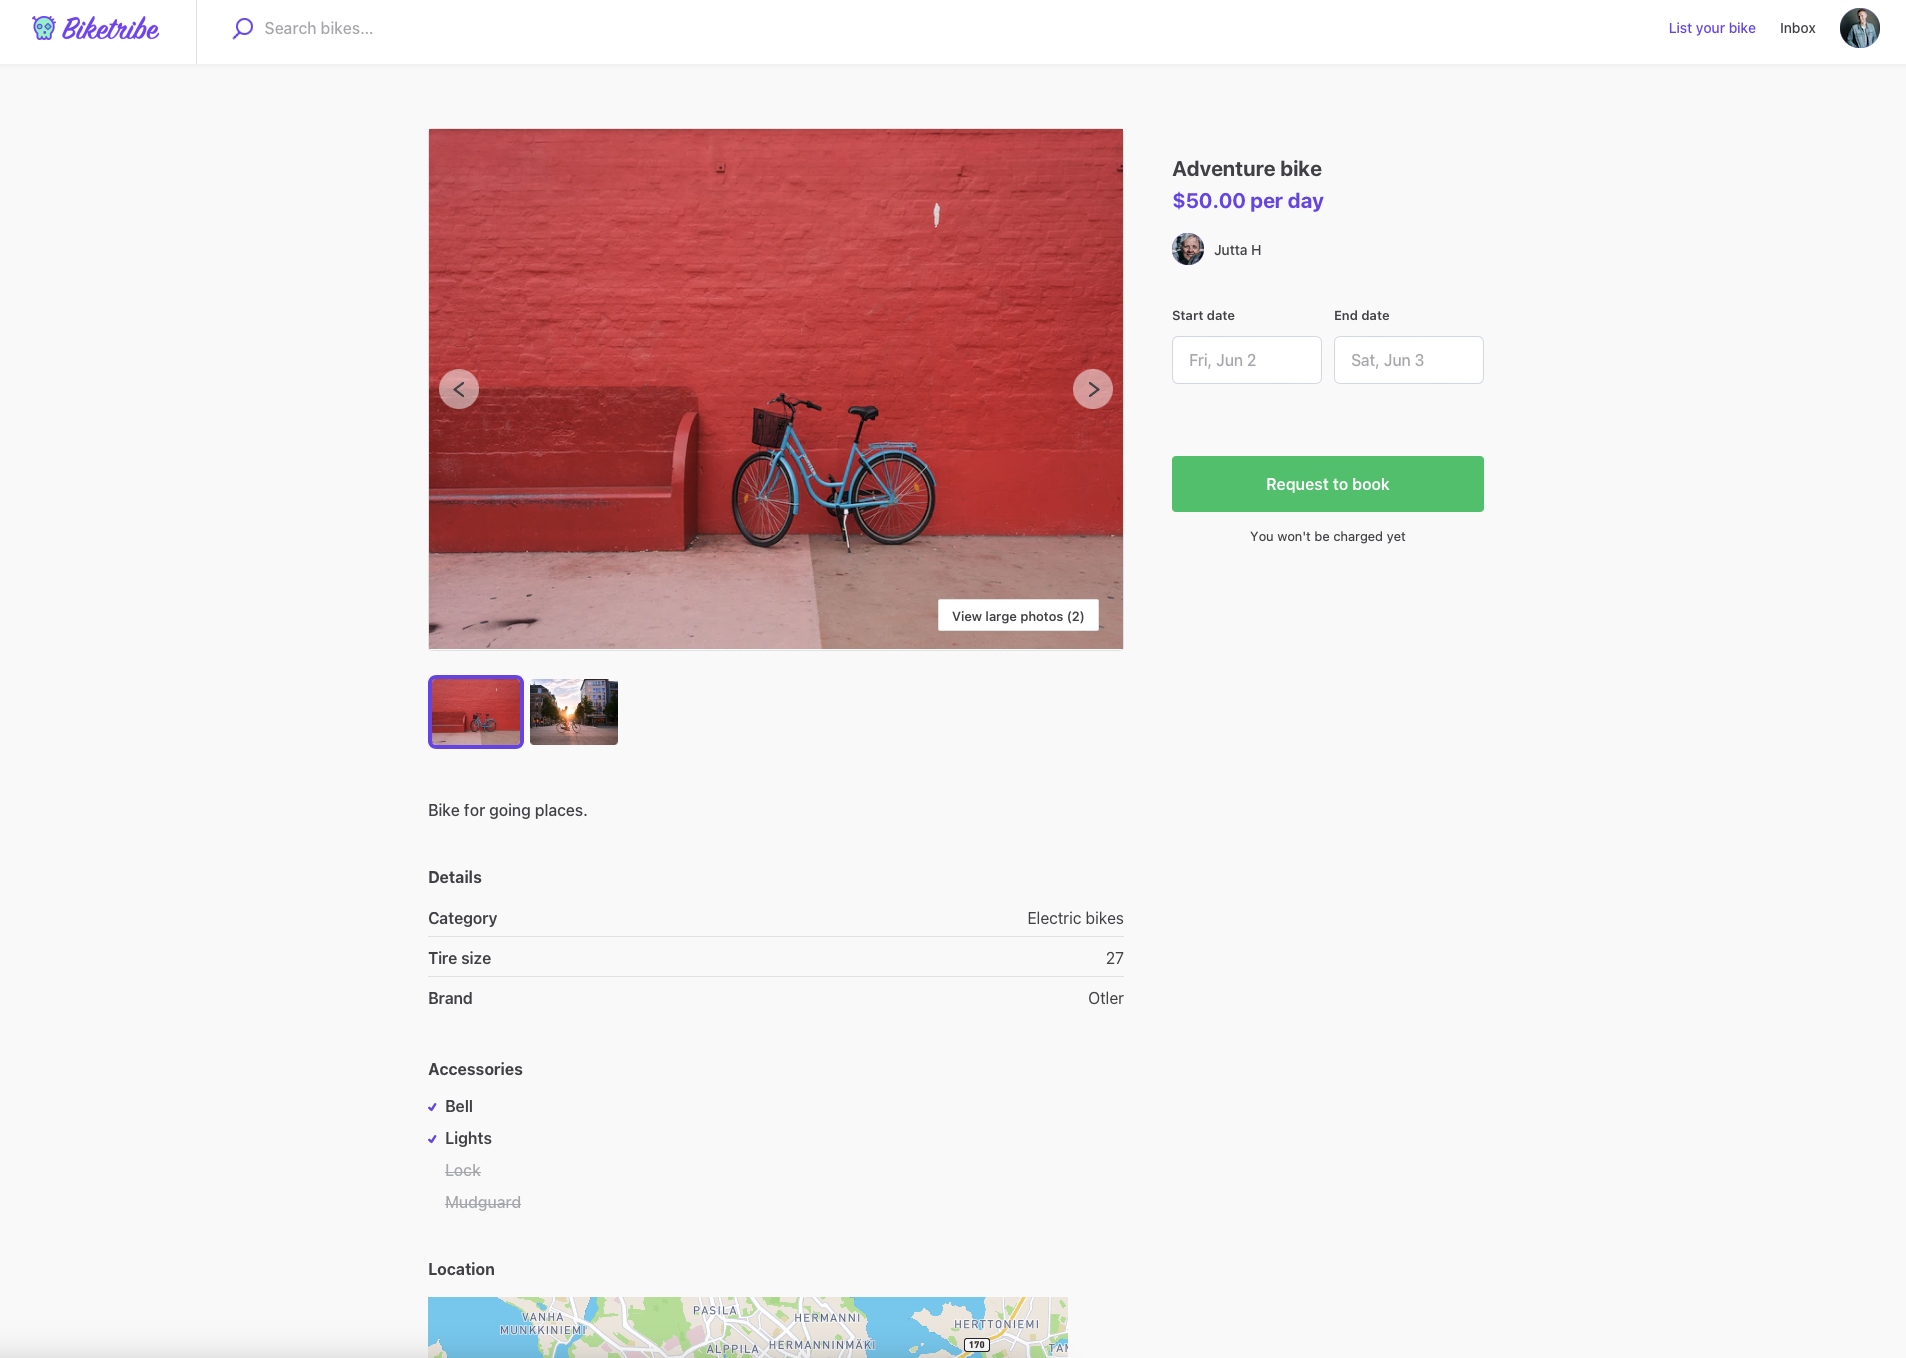 Biketribe
Search bikes...
List your bike
Inbox
Adventure bike
$50.00 per day
Jutta H
Start date
End date
Fri, Jun 2
Sat, Jun 3
Request to book
You won't be charged yet
View large photos (2)
Bike for going places.
Details
Category
Electric bikes
Tire size
27
Brand
Otler
Accessories
Bell
Lights
Lock
Mudguard
Location
PASILA
VANHA
MUNKKINIEMI
HERMANNI
HERTTONIEMI
ALPPILA
HERMANNINMÄKI
170